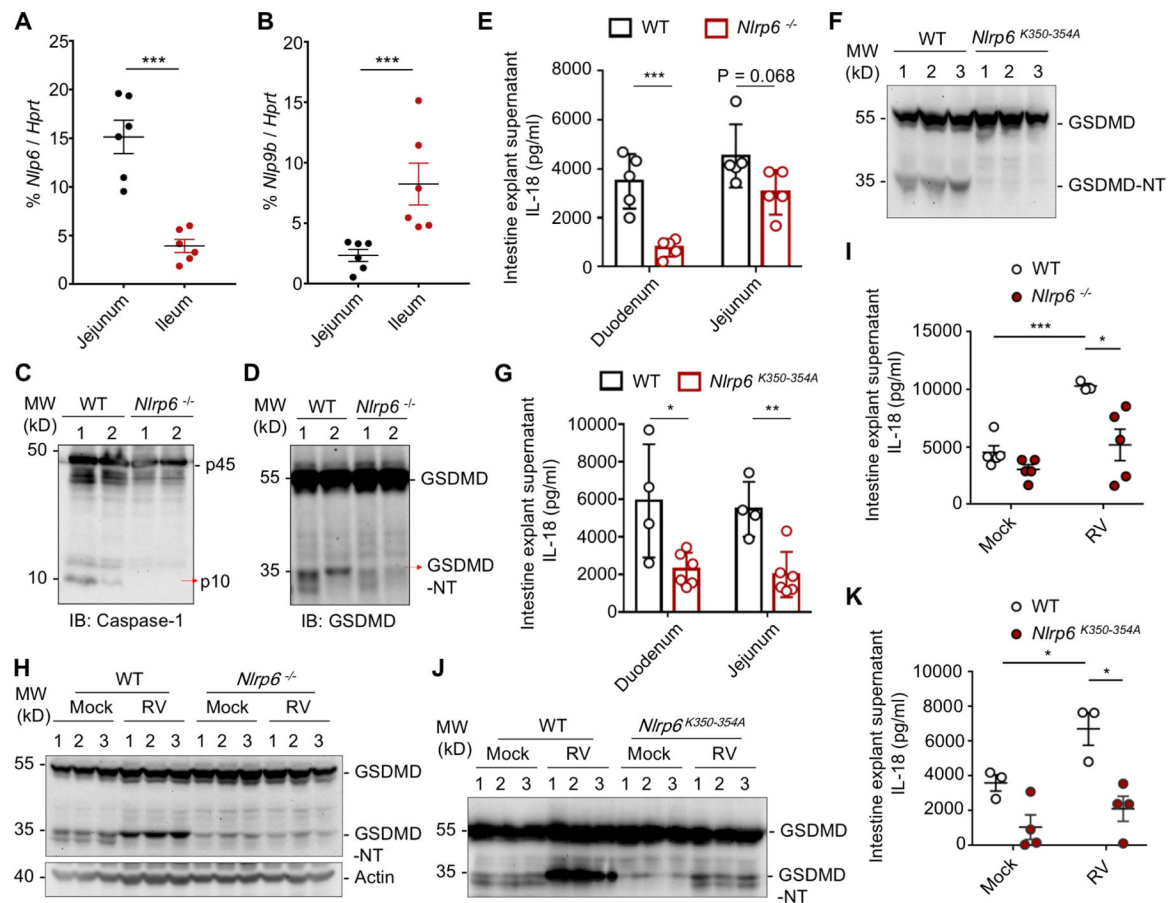 A
% Nlp6 / Hprt
25
20
15
10
5
0
***
Jejunum
Ileum
B
% Nlp9b / Hprt
20
15
10
5
0
***
Jejunum
Ileum
C
MW
(kD)
WT
Nlrp6 -/-
1 2 1 2
50
10
p45
p10
IB: Caspase-1
D
MW
(kD)
WT
Nlrp6 -/-
1 2 1 2
55
35
GSDMD
GSDMD
-NT
IB: GSDMD
E
WT
Nlrp6 -/-
Intestine explant supernatant
IL-18 (pg/ml)
8000
6000
4000
2000
0
***
P = 0.068
Duodenum
Jejunum
F
MW
(kD)
WT
Nlrp6 K350-354A
1 2 3 1 2 3
55
35
GSDMD
GSDMD-NT
G
WT
Nlrp6 K350-354A
Intestine explant supernatant
IL-18 (pg/ml)
10000
8000
6000
4000
2000
0
*
**
Duodenum
Jejunum
H
MW
(kD)
WT
Nlrp6 -/-
Mock RV Mock RV
1 2 3 1 2 3 1 2 3 1 2 3
55
35
40
GSDMD
GSDMD
-NT
Actin
I
WT
Nlrp6 -/-
Intestine explant supernatant
IL-18 (pg/ml)
15000
10000
5000
0
***
*
Mock
RV
J
MW
(kD)
WT
Nlrp6 K350-354A
Mock RV Mock RV
1 2 3 1 2 3 1 2 3 1 2 3
55
35
GSDMD
GSDMD
-NT
K
WT
Nlrp6 K350-354A
Intestine explant supernatant
IL-18 (pg/ml)
10000
8000
6000
4000
2000
0
*
*
Mock
RV